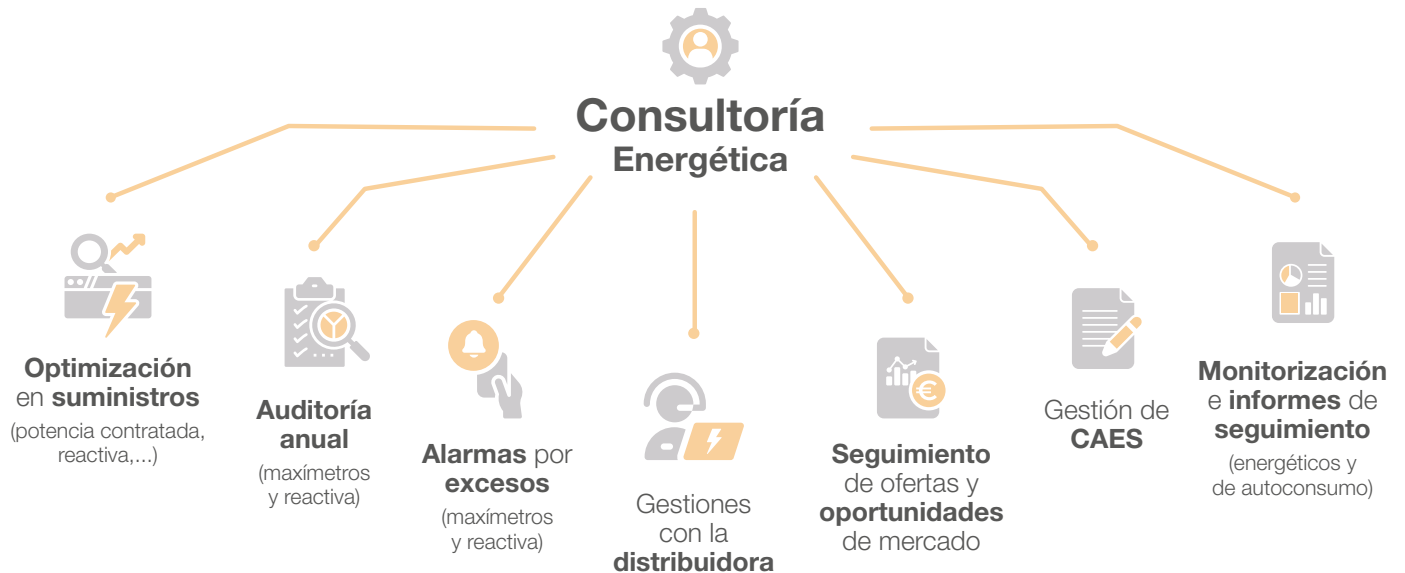 Consultoría
Energética
Optimización
en suministros
(potencia contratada,
reactiva,...)
Auditoría
anual
(maxímetros
y reactiva)
Alarmas por
excesos
(maxímetros
y reactiva)
Gestiones
con la
distribuidora
Seguimiento
de ofertas y
oportunidades
de mercado
Gestión de
CAES
Monitorización
e informes de
seguimiento
(energéticos y
de autoconsumo)